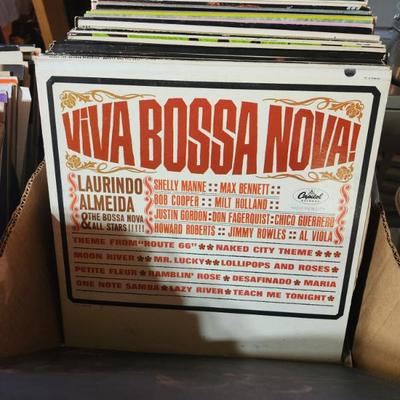 ViVA BOSSA NOVA!
LAURINDO
ALMEIDA
& THE BOSSA NOVA
ALL STARS!!!!!
SHELLY MANNE :: MAX BENNETT ::
BOB COOPER :: MILT HOLLAND ::
JUSTIN GORDON :: DON FAGERQUIST :: CHICO GUERRERO
HOWARD ROBERTS :: JIMMY ROWLES :: AL VIOLA
Capitol
THEME FROM "ROUTE 66" ★★ NAKED CITY THEME ★★★
MOON RIVER ★★ MR. LUCKY ★★ LOLLIPOPS AND ROSES ★
PETITE FLEUR ★ RAMBLIN' ROSE ★ DESAFINADO ★ MARIA
ONE NOTE SAMBA ★ LAZY RIVER ★ TEACH ME TONIGHT ★